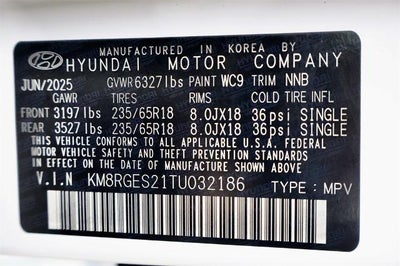 MANUFACTURED IN KOREA BY
HYUNDAI MOTOR COMPANY
JUN/2025 GVWR 6327lbs PAINT WC9 TRIM NNB
GAWR TIRES RIMS COLD TIRE INFL
FRONT 3197lbs 235/65R18 8.0JX18 36psi SINGLE
REAR 3527lbs 235/65R18 8.0JX18 36psi SINGLE
THIS VEHICLE CONFORMS TO ALL APPLICABLE U.S.A. FEDERAL
MOTOR VEHICLE SAFETY AND THEFT PREVENTION STANDARDS
IN EFFECT ON THE DATE OF MANUFACTURE SHOWN ABOVE
V.I.N KM8RGES21TU032186 TYPE : MPV